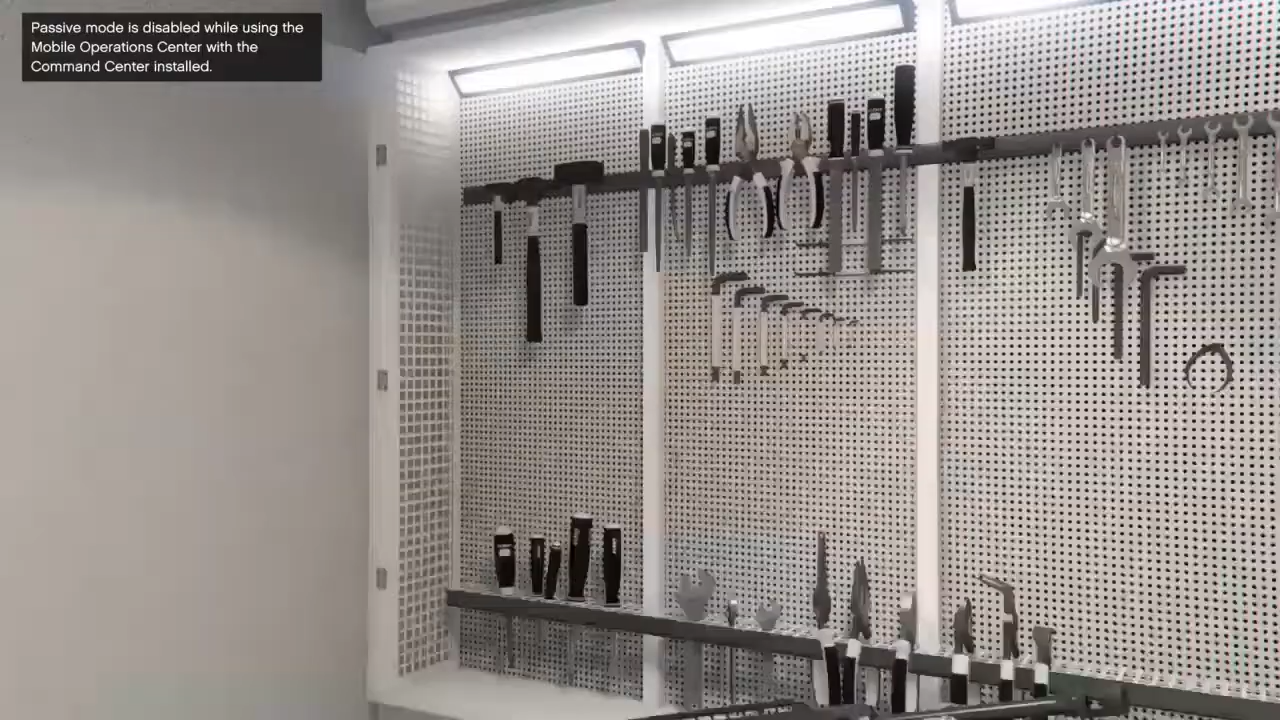 Passive mode is disabled while using the
Mobile Operations Center with the
Command Center installed.